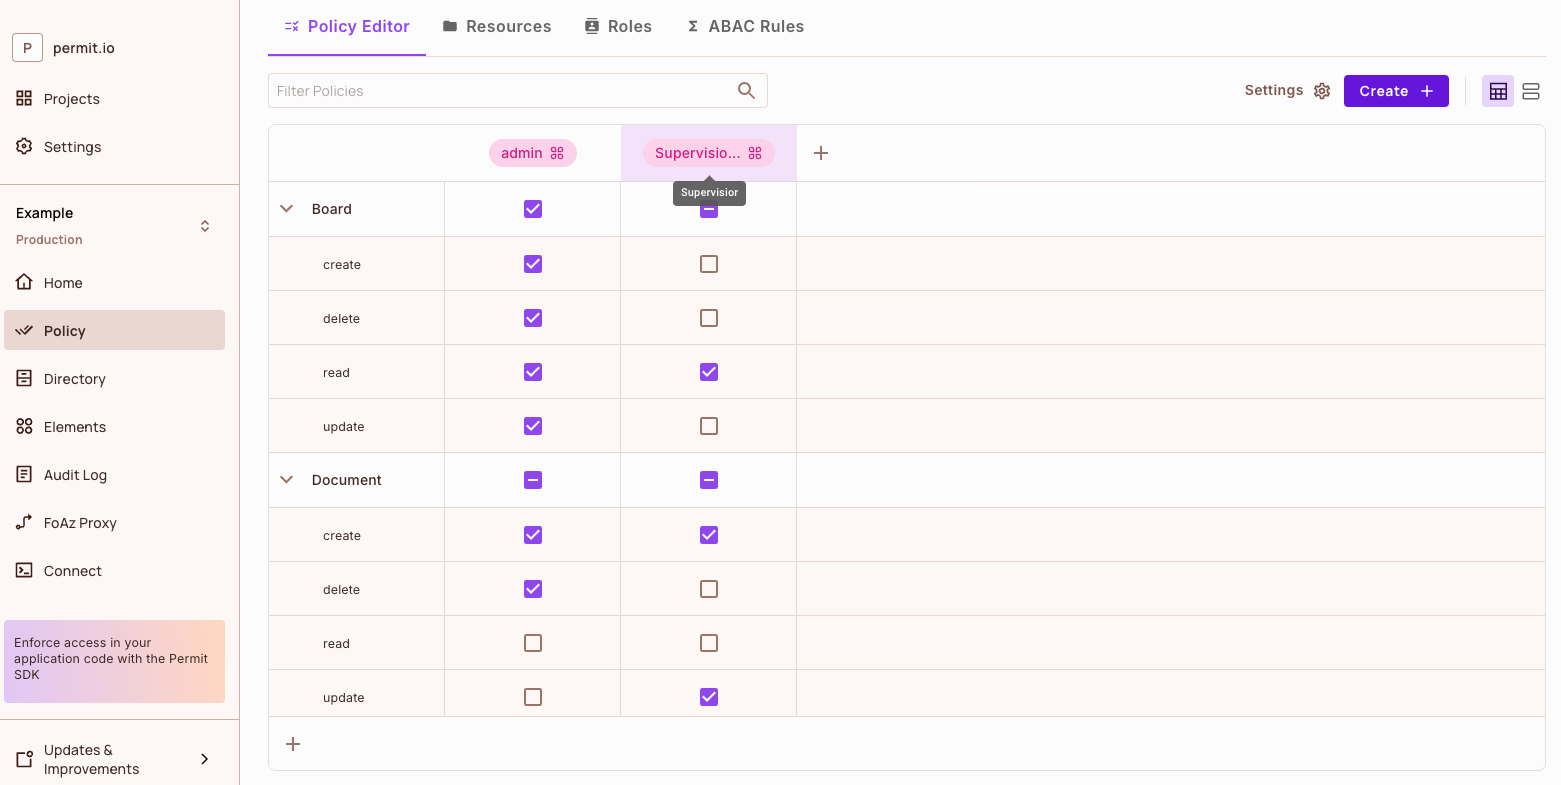 P permit.io
Projects
Settings
Example
Production
Home
Policy
Directory
Elements
Audit Log
FoAz Proxy
Connect
Enforce access in your
application code with the Permit
SDK
Updates &
Improvements
Policy Editor Resources Roles ABAC Rules
Filter Policies
Settings Create
admin Supervisio...
Supervisior
Board
create
delete
read
update
Document
create
delete
read
update